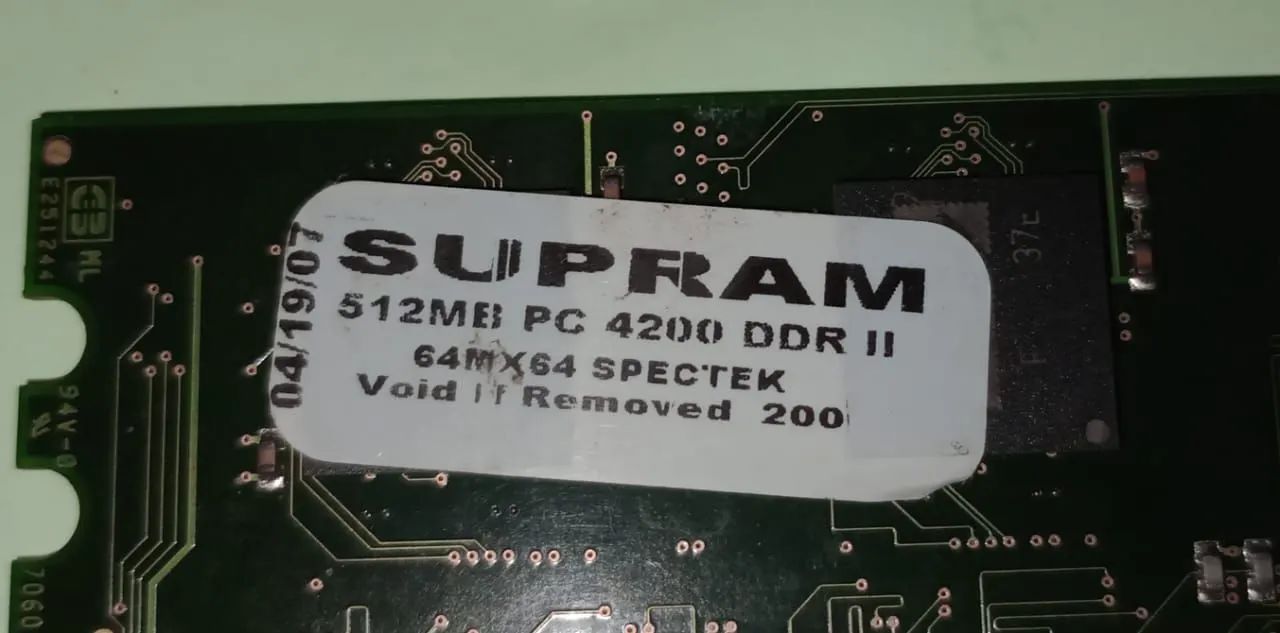 SUPRAM
512MB PC 4200 DDR II
64MX64 SPECTEK
Void If Removed 200
04/19/07
E251244
ML
94V-0
7060
37E